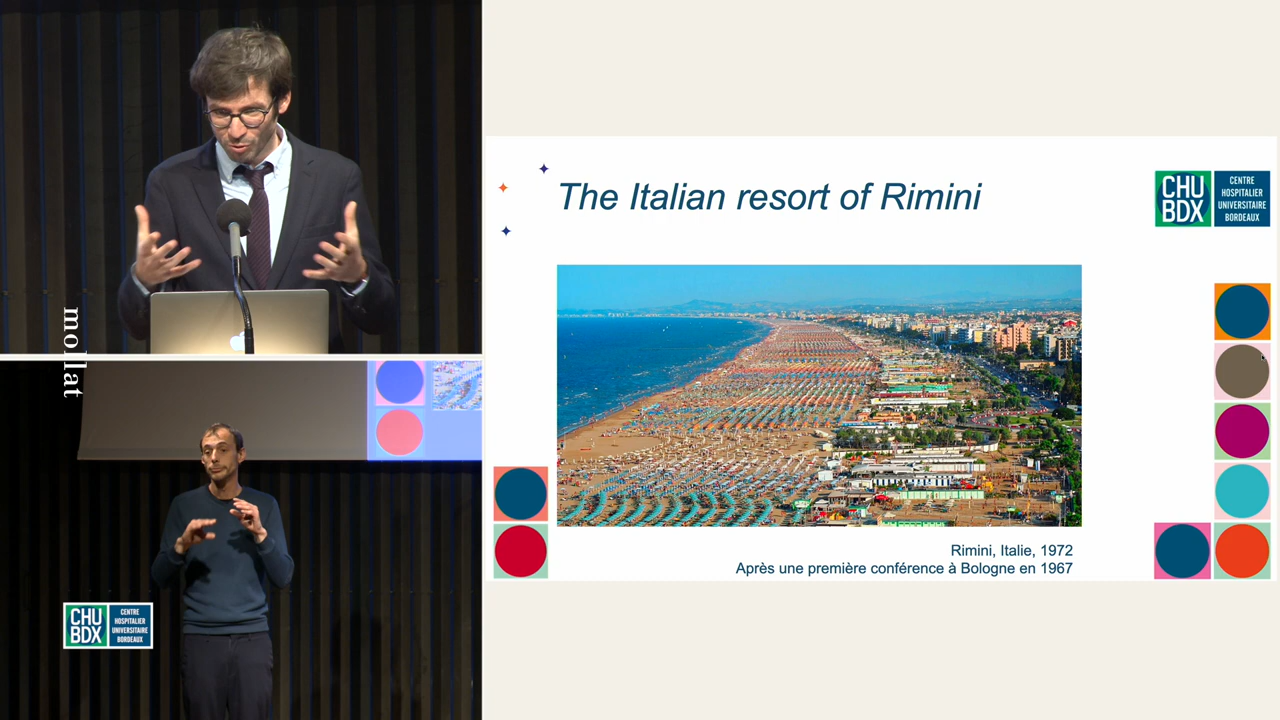 mollat
CHU
BDX
CENTRE
HOSPITALIER
UNIVERSITAIRE
BORDEAUX
The Italian resort of Rimini
CHU
BDX
CENTRE
HOSPITALIER
UNIVERSITAIRE
BORDEAUX
Rimini, Italie, 1972
Après une première conférence à Bologne en 1967